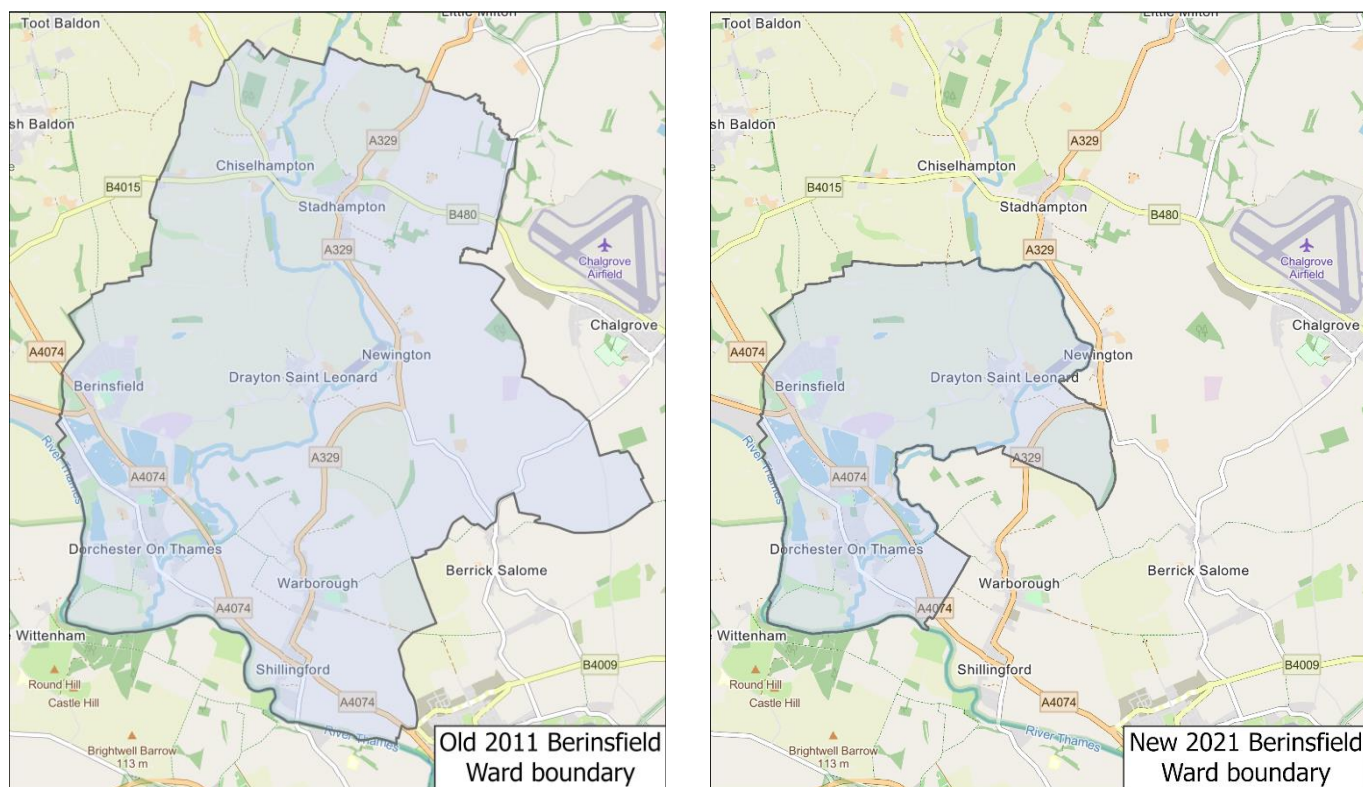 Toot Baldon
Little Milton
sh Baldon
A329
Chiselhampton
B4015
Stadhampton
B480
A329
Chalgrove
Airfield
Chalgrove
A4074
Newington
Drayton Saint Leonard
Berinsfield
River Thames
A329
A4074
Dorchester On Thames
Warborough
Berrick Salome
A4074
e Wittenham
Shillingford
B4009
Round Hill
Castle Hill
A4074
River Thames
Brightwell Barrow
113 m
Old 2011 Berinsfield
Ward boundary
Toot Baldon
Little Milton
sh Baldon
A329
Chiselhampton
B4015
Stadhampton
B480
A329
Chalgrove
Airfield
Chalgrove
A4074
Newington
Drayton Saint Leonard
Berinsfield
River Thames
A329
A4074
Dorchester On Thames
Warborough
Berrick Salome
A4074
e Wittenham
Shillingford
B4009
Round Hill
Castle Hill
A4074
River Thames
Brightwell Barrow
113 m
New 2021 Berinsfield
Ward boundary